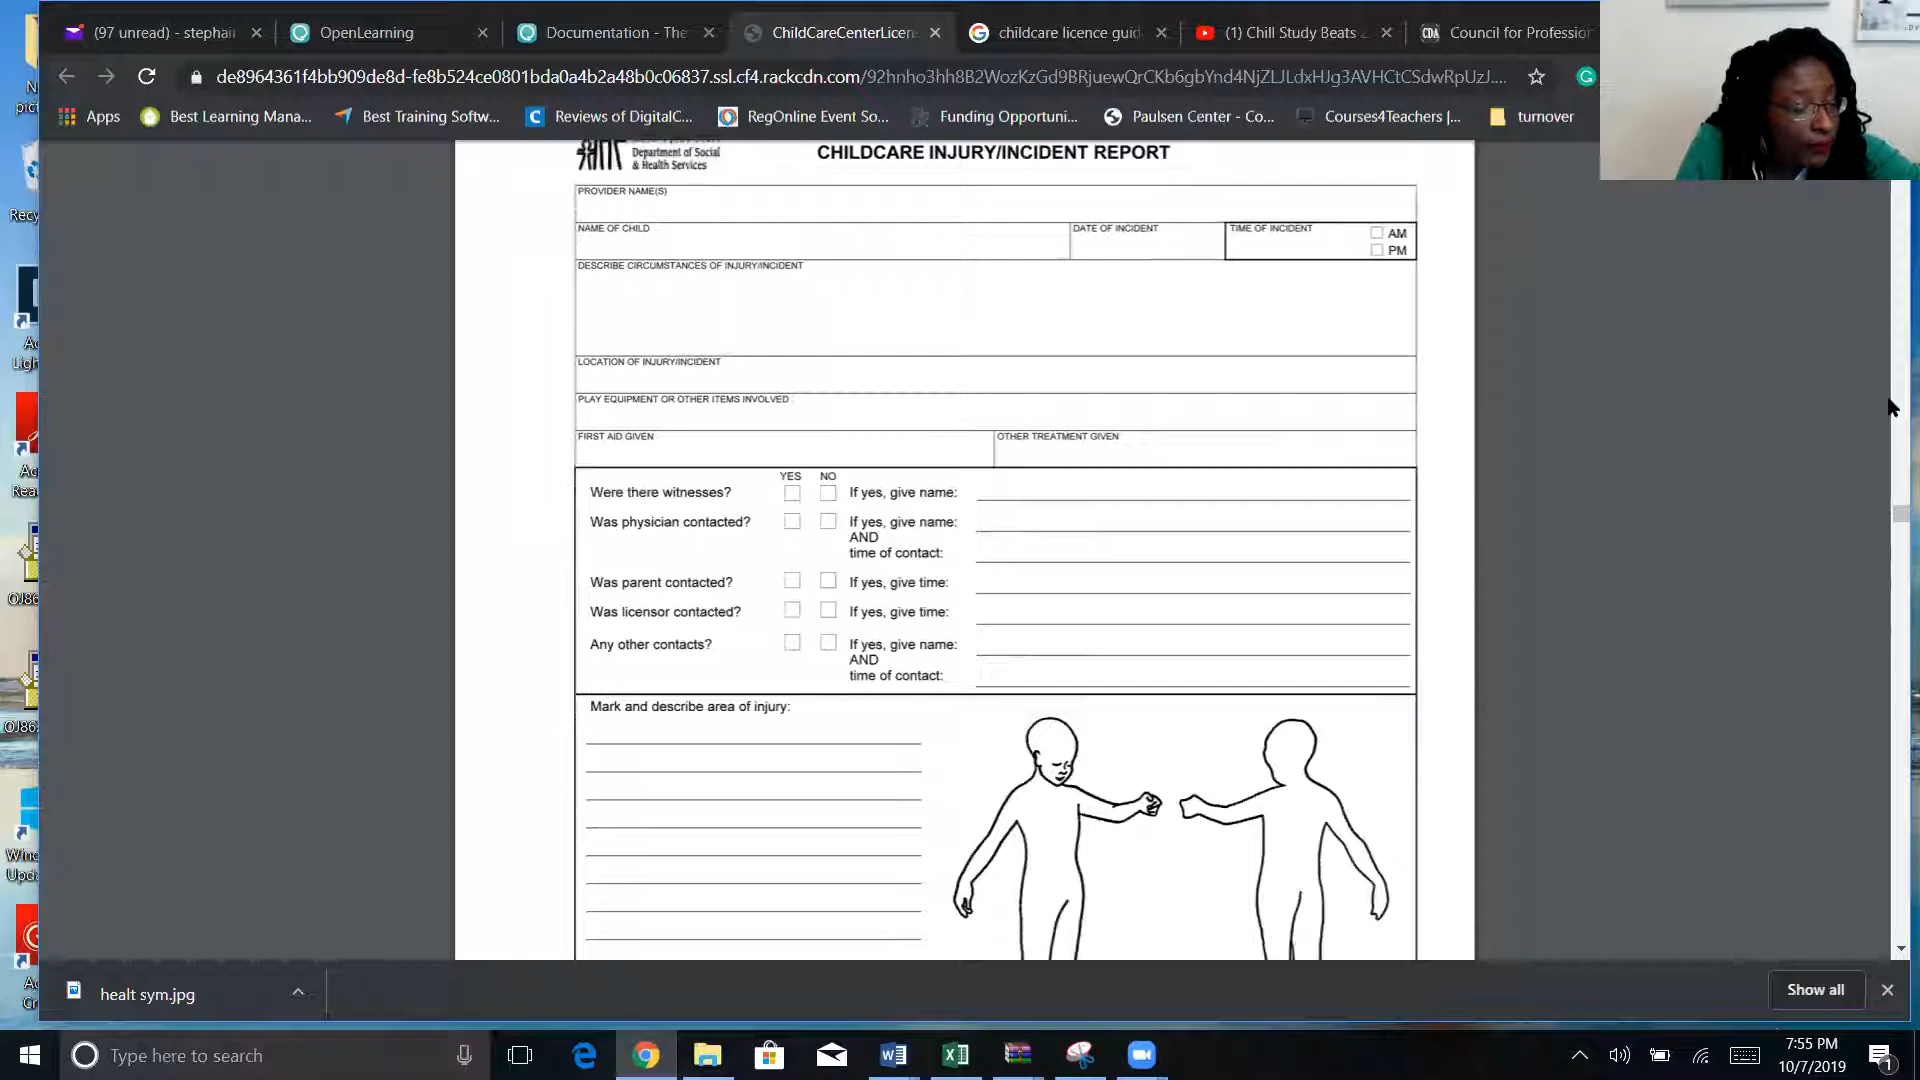 (97 unread) - stephai
OpenLearning
Documentation - The
ChildCareCenterLicen
childcare licence guid
(1) Chill Study Beats
CDA
Council for Profession
de8964361f4bb909de8d-fe8b524ce0801bda0a4b2a48b0c06837.ssl.cf4.rackcdn.com/92hnho3hh8B2WozKzGd9BRjuewQrCKb6gbYnd4NjZLJLdxHJg3AVHCtCSdwRpUzJ....
Apps
Best Learning Mana...
Best Training Softw...
Reviews of DigitalC...
RegOnline Event So...
Funding Opportuni...
Paulsen Center - Co...
Courses4Teachers |...
turnover
Department of Social
& Health Services
CHILDCARE INJURY/INCIDENT REPORT
PROVIDER NAME(S)
NAME OF CHILD
DATE OF INCIDENT
TIME OF INCIDENT
AM
PM
DESCRIBE CIRCUMSTANCES OF INJURY/INCIDENT
LOCATION OF INJURY/INCIDENT
PLAY EQUIPMENT OR OTHER ITEMS INVOLVED
FIRST AID GIVEN
OTHER TREATMENT GIVEN
YES NO
Were there witnesses? If yes, give name:
Was physician contacted? If yes, give name:
AND
time of contact:
Was parent contacted? If yes, give time:
Was licensor contacted? If yes, give time:
Any other contacts? If yes, give name:
AND
time of contact:
Mark and describe area of injury:
healt sym.jpg
Show all
Type here to search
7:55 PM
10/7/2019
1